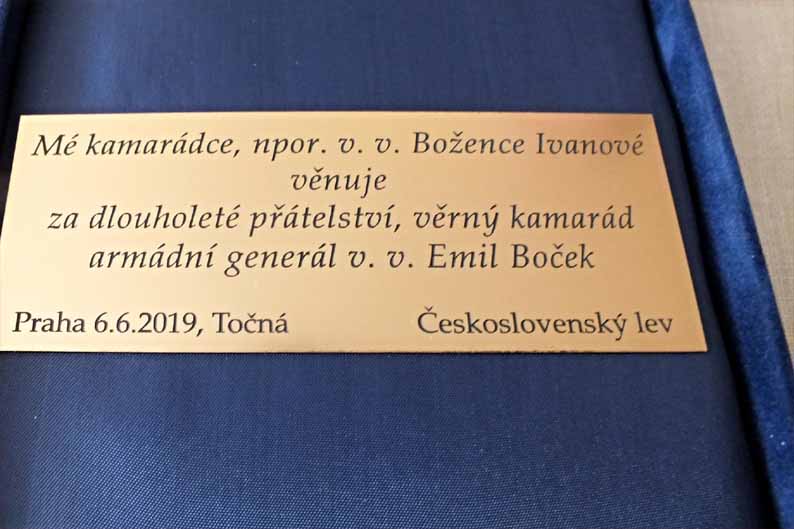 Mé kamarádce, npor. v. v. Božence Ivanové
věnuje
za dlouholeté přátelství, věrný kamarád
armádní generál v. v. Emil Boček
Praha 6.6.2019, Točná Československý lev